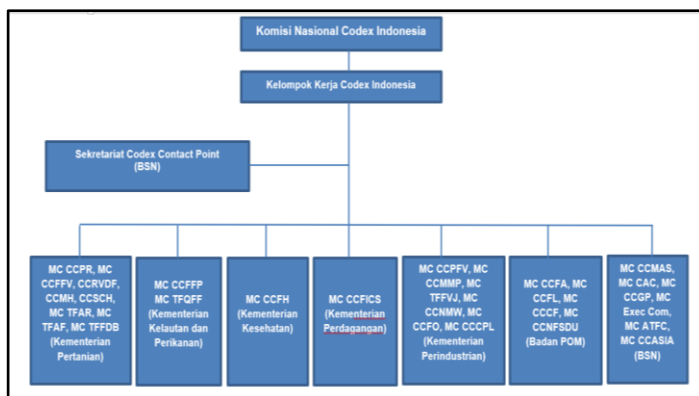 Komisi Nasional Codex Indonesia
Kelompok Kerja Codex Indonesia
Sekretariat Codex Contact Point
(BSN)
MC CCPR, MC
CCFFV, CCRVDF,
CCMH, CCSCH,
MC TFAR, MC
TFAF, MC TFFDB
(Kementerian
Pertanian)
MC CCFFP
MC TFQFF
(Kementerian
Kelautan dan
Perikanan)
MC CCFH
(Kementerian
Kesehatan)
MC CCFICS
(Kementerian
Perdagangan)
MC CCPFV, MC
CCMMP, MC
TFFVJ, MC
CCNMW, MC
CCFO, MC CCCPL
(Kementerian
Perindustrian)
MC CCFA, MC
CCFL, MC
CCCF, MC
CCNFSDU
(Badan POM)
MC CCMAS,
MC CAC, MC
CCGP, MC
Exec Com,
MC ATFC,
MC CCASIA
(BSN)